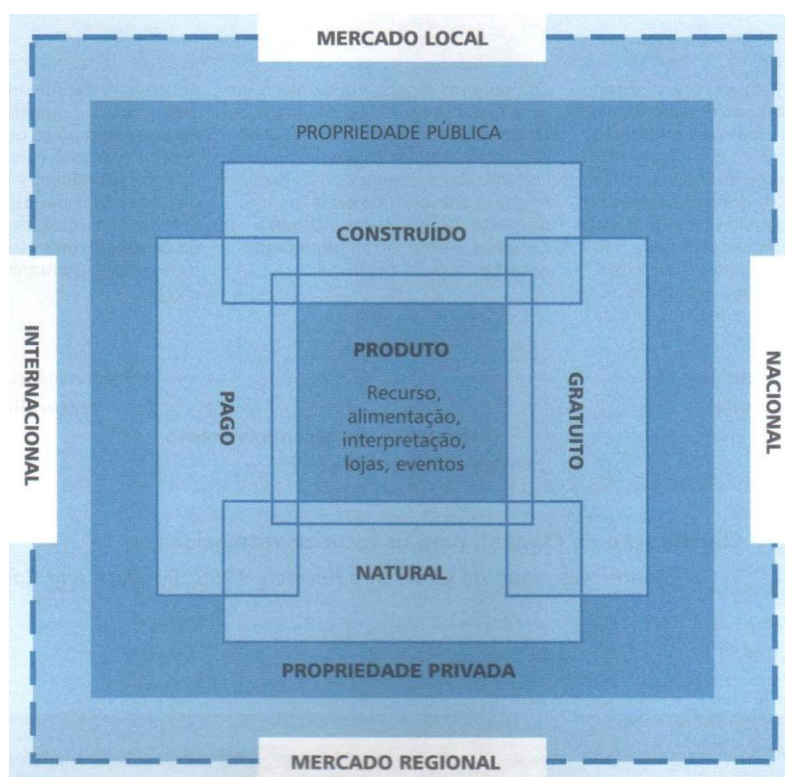 MERCADO LOCAL
PROPRIEDADE PÚBLICA
CONSTRUÍDO
INTERNACIONAL
PAGO
PRODUTO
Recurso,
alimentação,
interpretação,
lojas, eventos
GRATUITO
NACIONAL
NATURAL
PROPRIEDADE PRIVADA
MERCADO REGIONAL